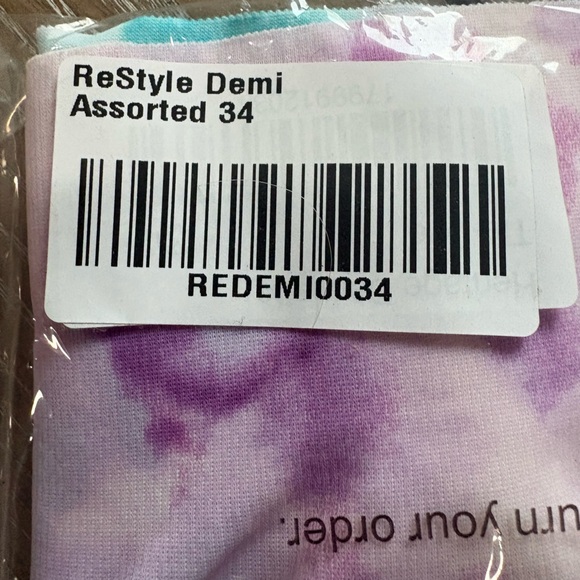 ReStyle Demi
Assorted 34
REDEMI0034
urn your order.